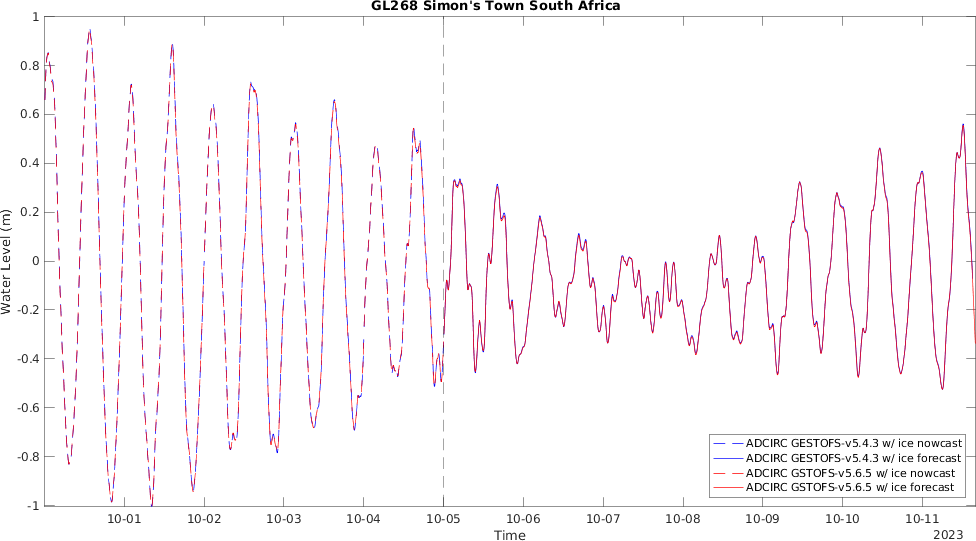 GL268 Simon's Town South Africa
Water Level (m)
1
0.8
0.6
0.4
0.2
0
-0.2
-0.4
-0.6
-0.8
-1
ADCIRC GESTOFS-v5.4.3 w/ ice nowcast
ADCIRC GESTOFS-v5.4.3 w/ ice forecast
ADCIRC GSTOFS-v5.6.5 w/ ice nowcast
ADCIRC GSTOFS-v5.6.5 w/ ice forecast
10-01 10-02 10-03 10-04 10-05 10-06 10-07 10-08 10-09 10-10 10-11
Time
2023